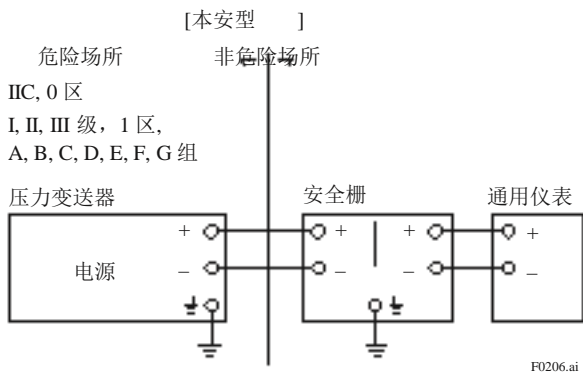 [本安型 ]
危险场所 非危险场所
IIC, 0 区
I, II, III 级，1 区,
A, B, C, D, E, F, G 组
压力变送器 安全栅 通用仪表
+ + + +
电源
− − − −
F0206.ai